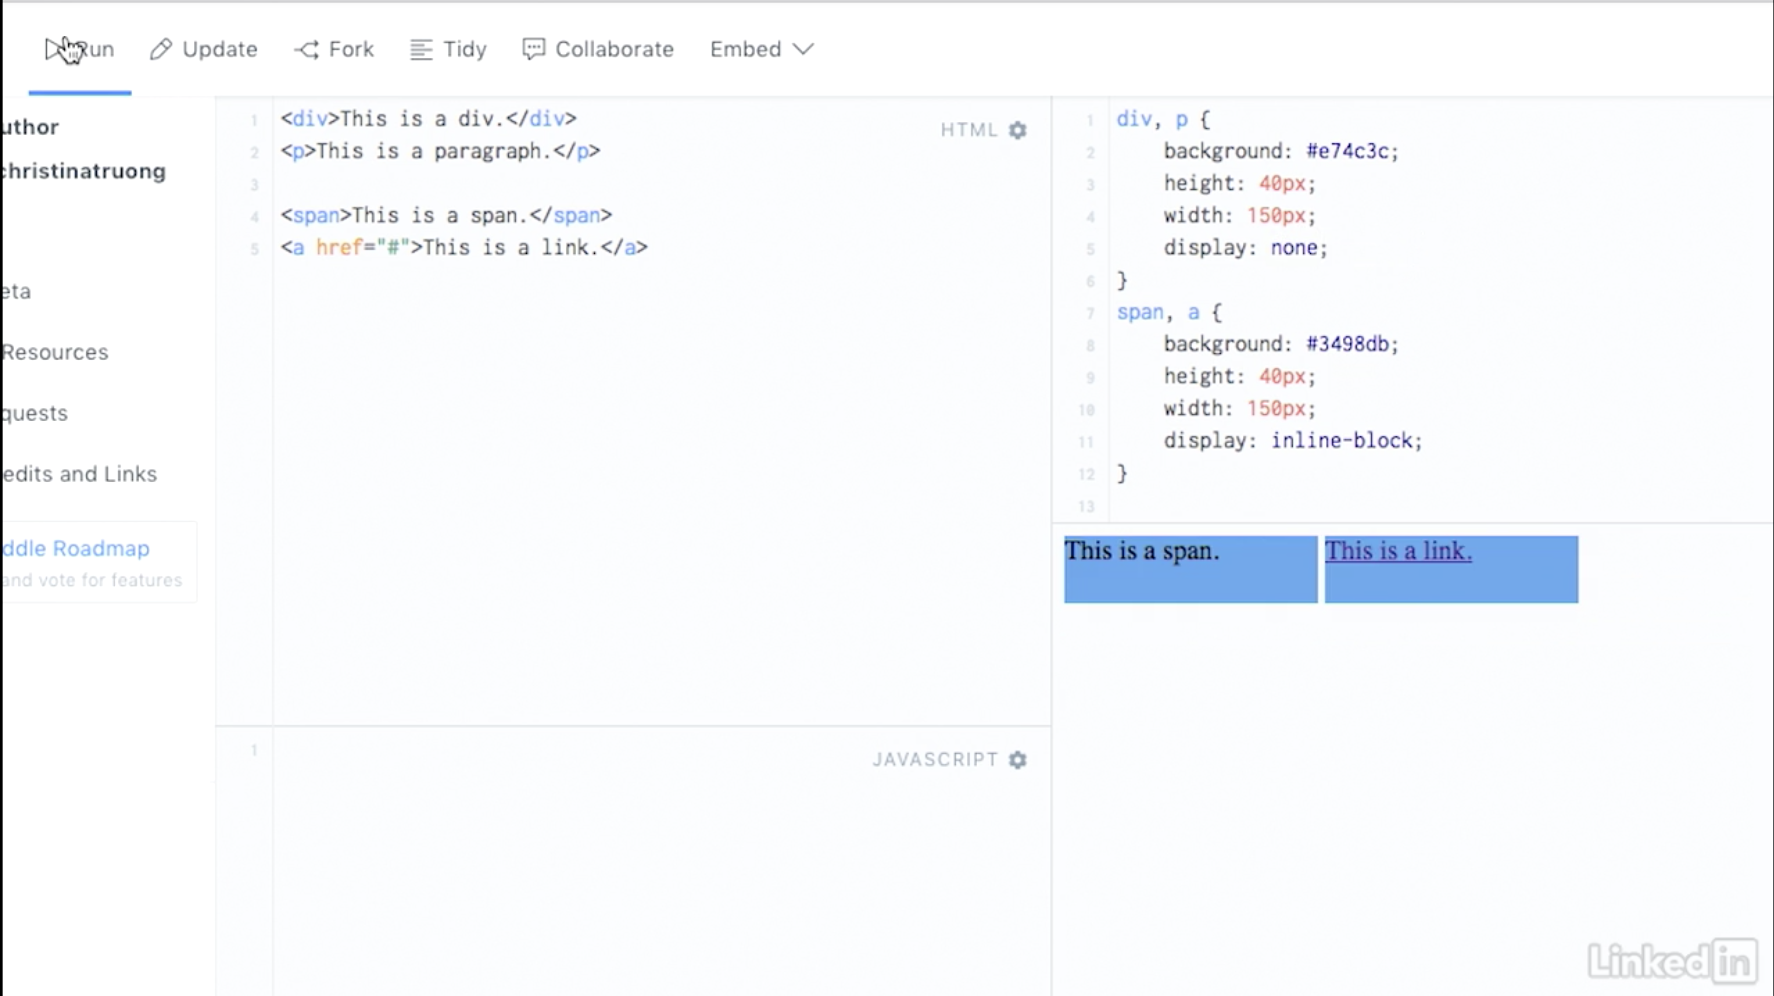 Run Update Fork Tidy Collaborate Embed
uthor
christinatruong
eta
Resources
quests
edits and Links
ddle Roadmap
and vote for features
HTML
1 <div>This is a div.</div>
2 <p>This is a paragraph.</p>
3
4 <span>This is a span.</span>
5 <a href="#">This is a link.</a>
1
JAVASCRIPT
1 div, p {
2 background: #e74c3c;
3 height: 40px;
4 width: 150px;
5 display: none;
6 }
7 span, a {
8 background: #3498db;
9 height: 40px;
10 width: 150px;
11 display: inline-block;
12 }
13
This is a span. This is a link.
LinkedIn